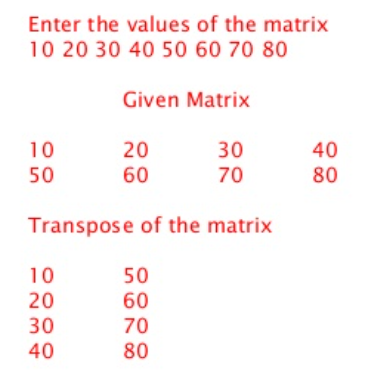 Enter the values of the matrix
10 20 30 40 50 60 70 80
Given Matrix
10 20 30 40
50 60 70 80
Transpose of the matrix
10 50
20 60
30 70
40 80